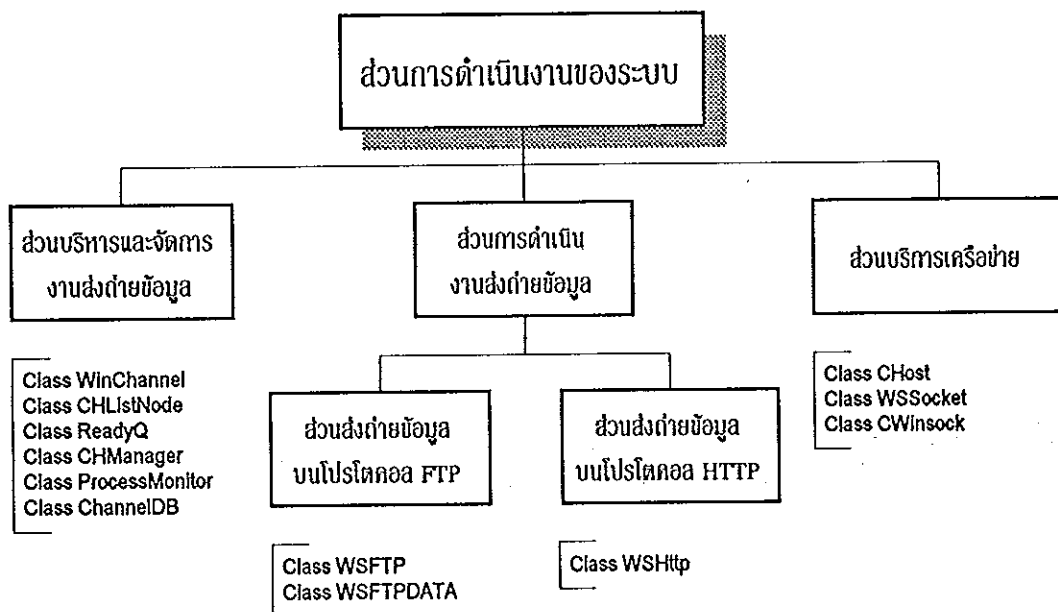 ส่วนการดำเนินงานของระบบ
ส่วนบริหารและจัดการ
งานส่งถ่ายข้อมูล
ส่วนการดำเนิน
งานส่งถ่ายข้อมูล
ส่วนบริการเครือข่าย
Class WinChannel
Class CHListNode
Class ReadyQ
Class CHManager
Class ProcessMonitor
Class ChannelDB
ส่วนส่งถ่ายข้อมูล
บนโปรโตคอล FTP
ส่วนส่งถ่ายข้อมูล
บนโปรโตคอล HTTP
Class CHost
Class WSSocket
Class CWinsock
Class WSFTP
Class WSFTPDATA
Class WSHttp